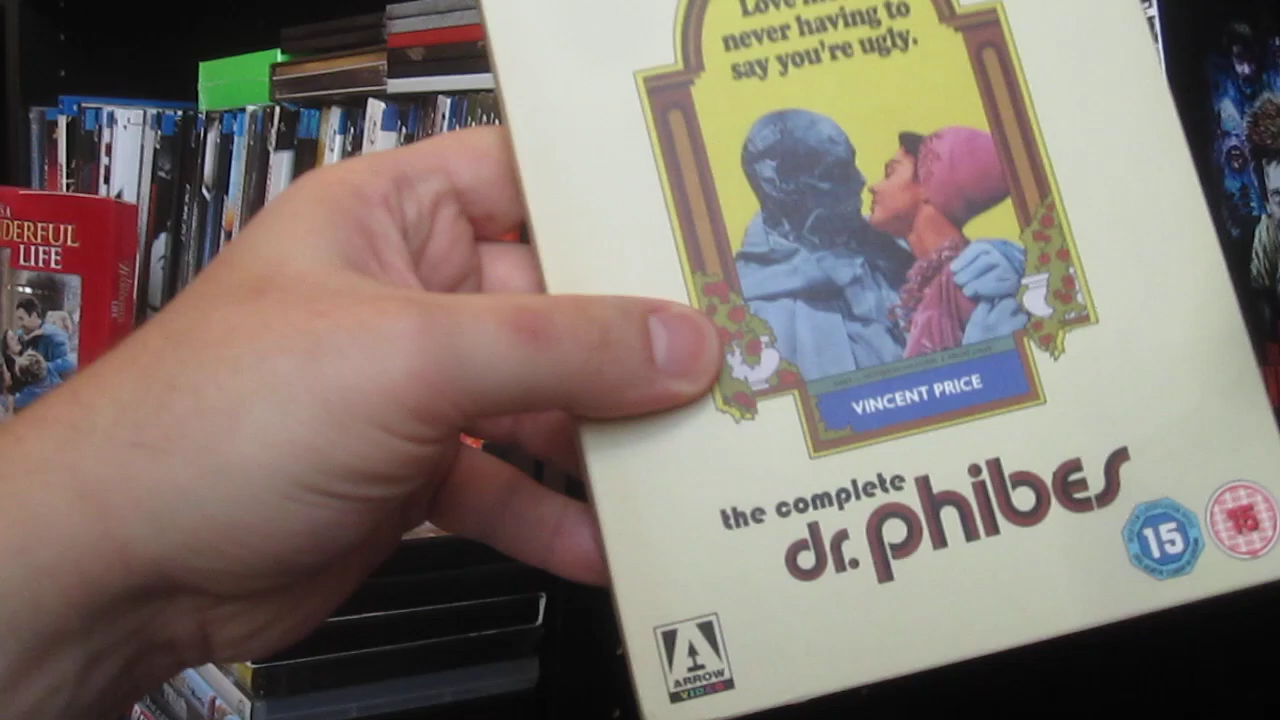 Love
never having to
say you're ugly.
VINCENT PRICE
the complete
dr. phibes
15
15
ARROW
VIDEO
DERFUL
LIFE